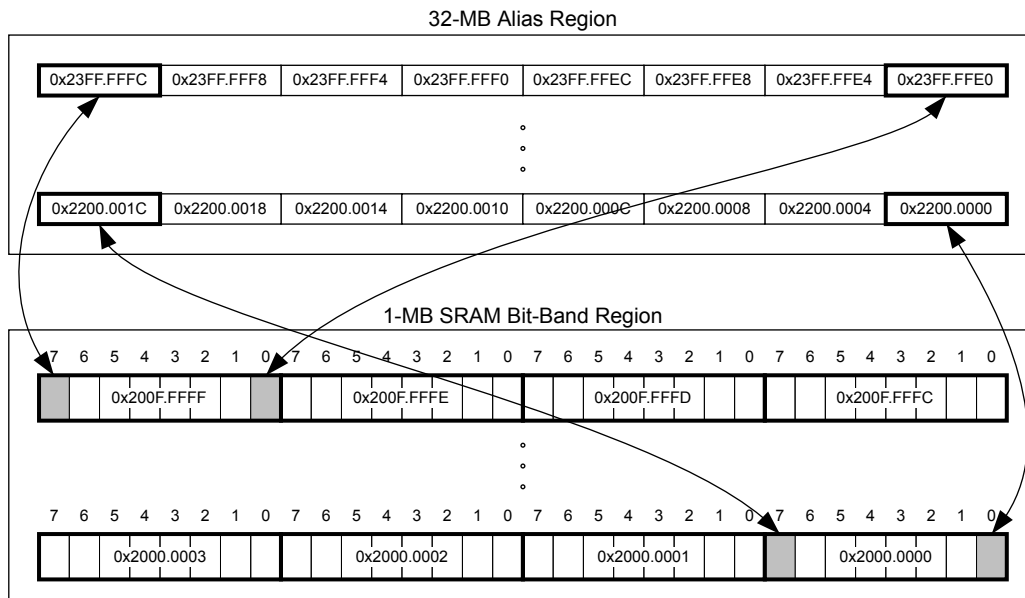 32-MB Alias Region
0x23FF.FFFC 0x23FF.FFF8 0x23FF.FFF4 0x23FF.FFF0 0x23FF.FFEC 0x23FF.FFE8 0x23FF.FFE4 0x23FF.FFE0
0x2200.001C 0x2200.0018 0x2200.0014 0x2200.0010 0x2200.000C 0x2200.0008 0x2200.0004 0x2200.0000
1-MB SRAM Bit-Band Region
7 6 5 4 3 2 1 0 7 6 5 4 3 2 1 0 7 6 5 4 3 2 1 0 7 6 5 4 3 2 1 0
0x200F.FFFF 0x200F.FFFE 0x200F.FFFD 0x200F.FFFC
7 6 5 4 3 2 1 0 7 6 5 4 3 2 1 0 7 6 5 4 3 2 1 0 7 6 5 4 3 2 1 0
0x2000.0003 0x2000.0002 0x2000.0001 0x2000.0000